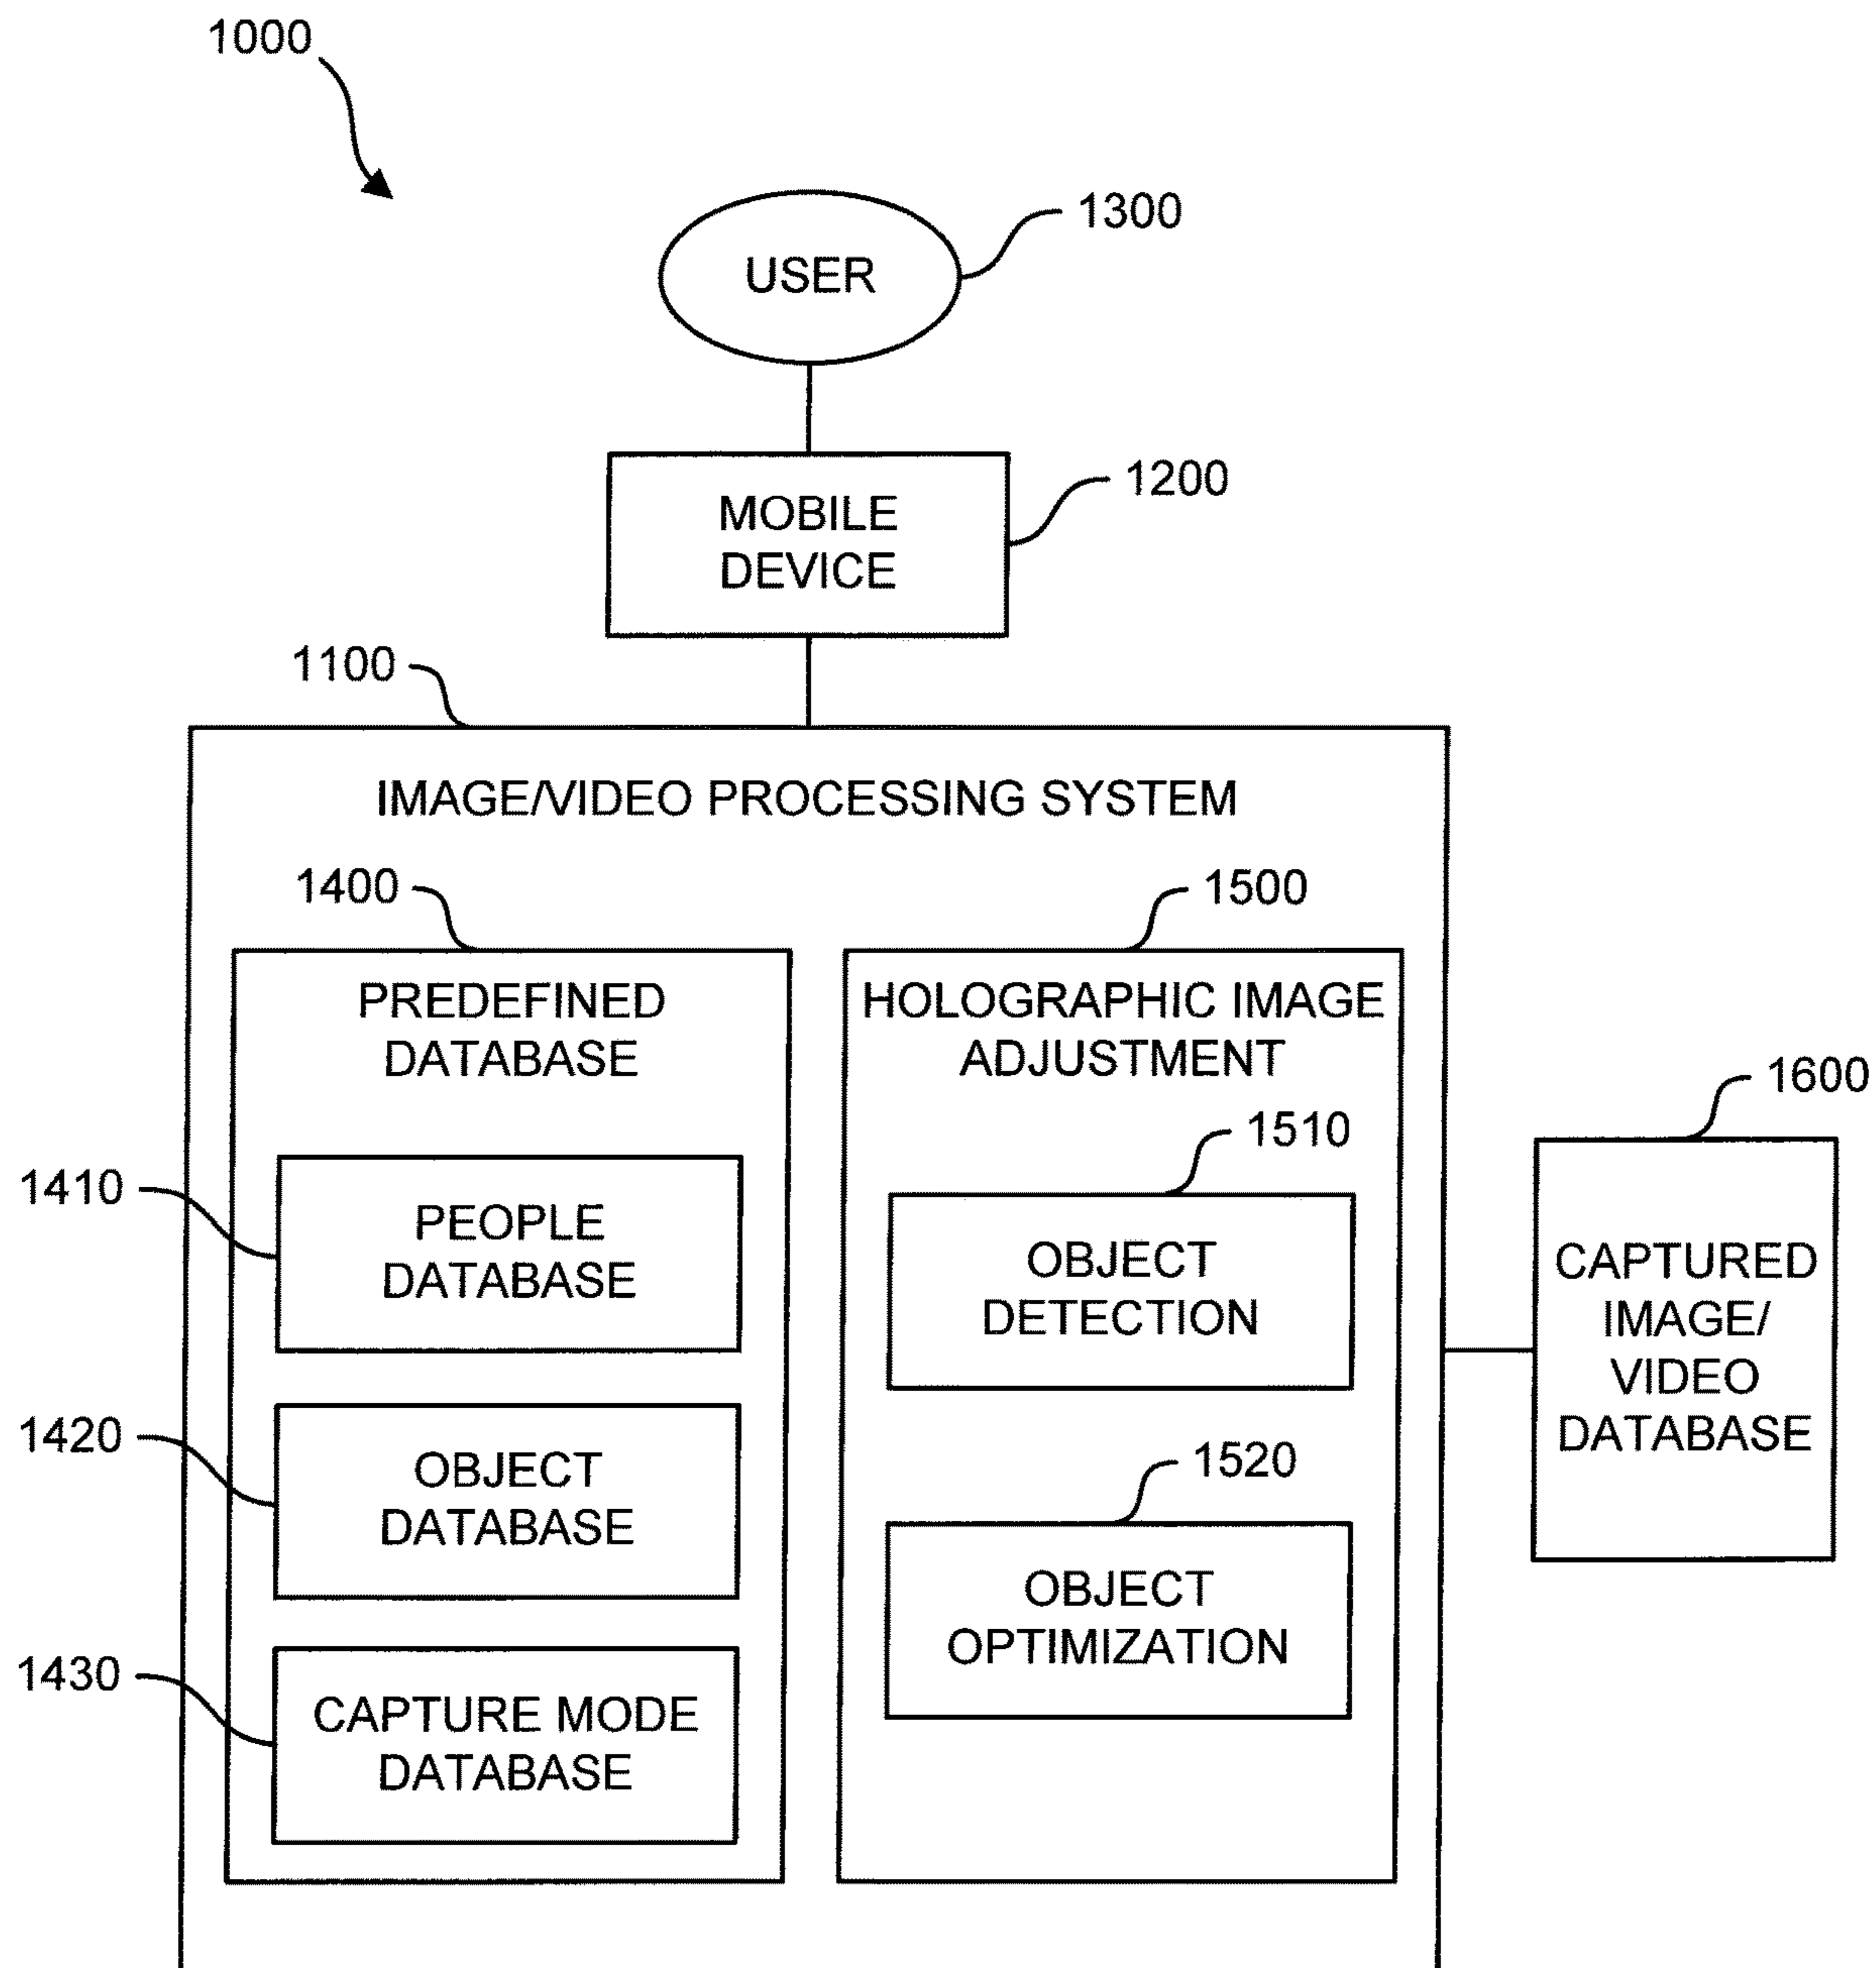 1000
1300
USER
1200
MOBILE
DEVICE
1100
IMAGE/VIDEO PROCESSING SYSTEM
1400
PREDEFINED
DATABASE
1410
PEOPLE
DATABASE
1420
OBJECT
DATABASE
1430
CAPTURE MODE
DATABASE
1500
HOLOGRAPHIC IMAGE
ADJUSTMENT
1510
OBJECT
DETECTION
1520
OBJECT
OPTIMIZATION
1600
CAPTURED
IMAGE/
VIDEO
DATABASE